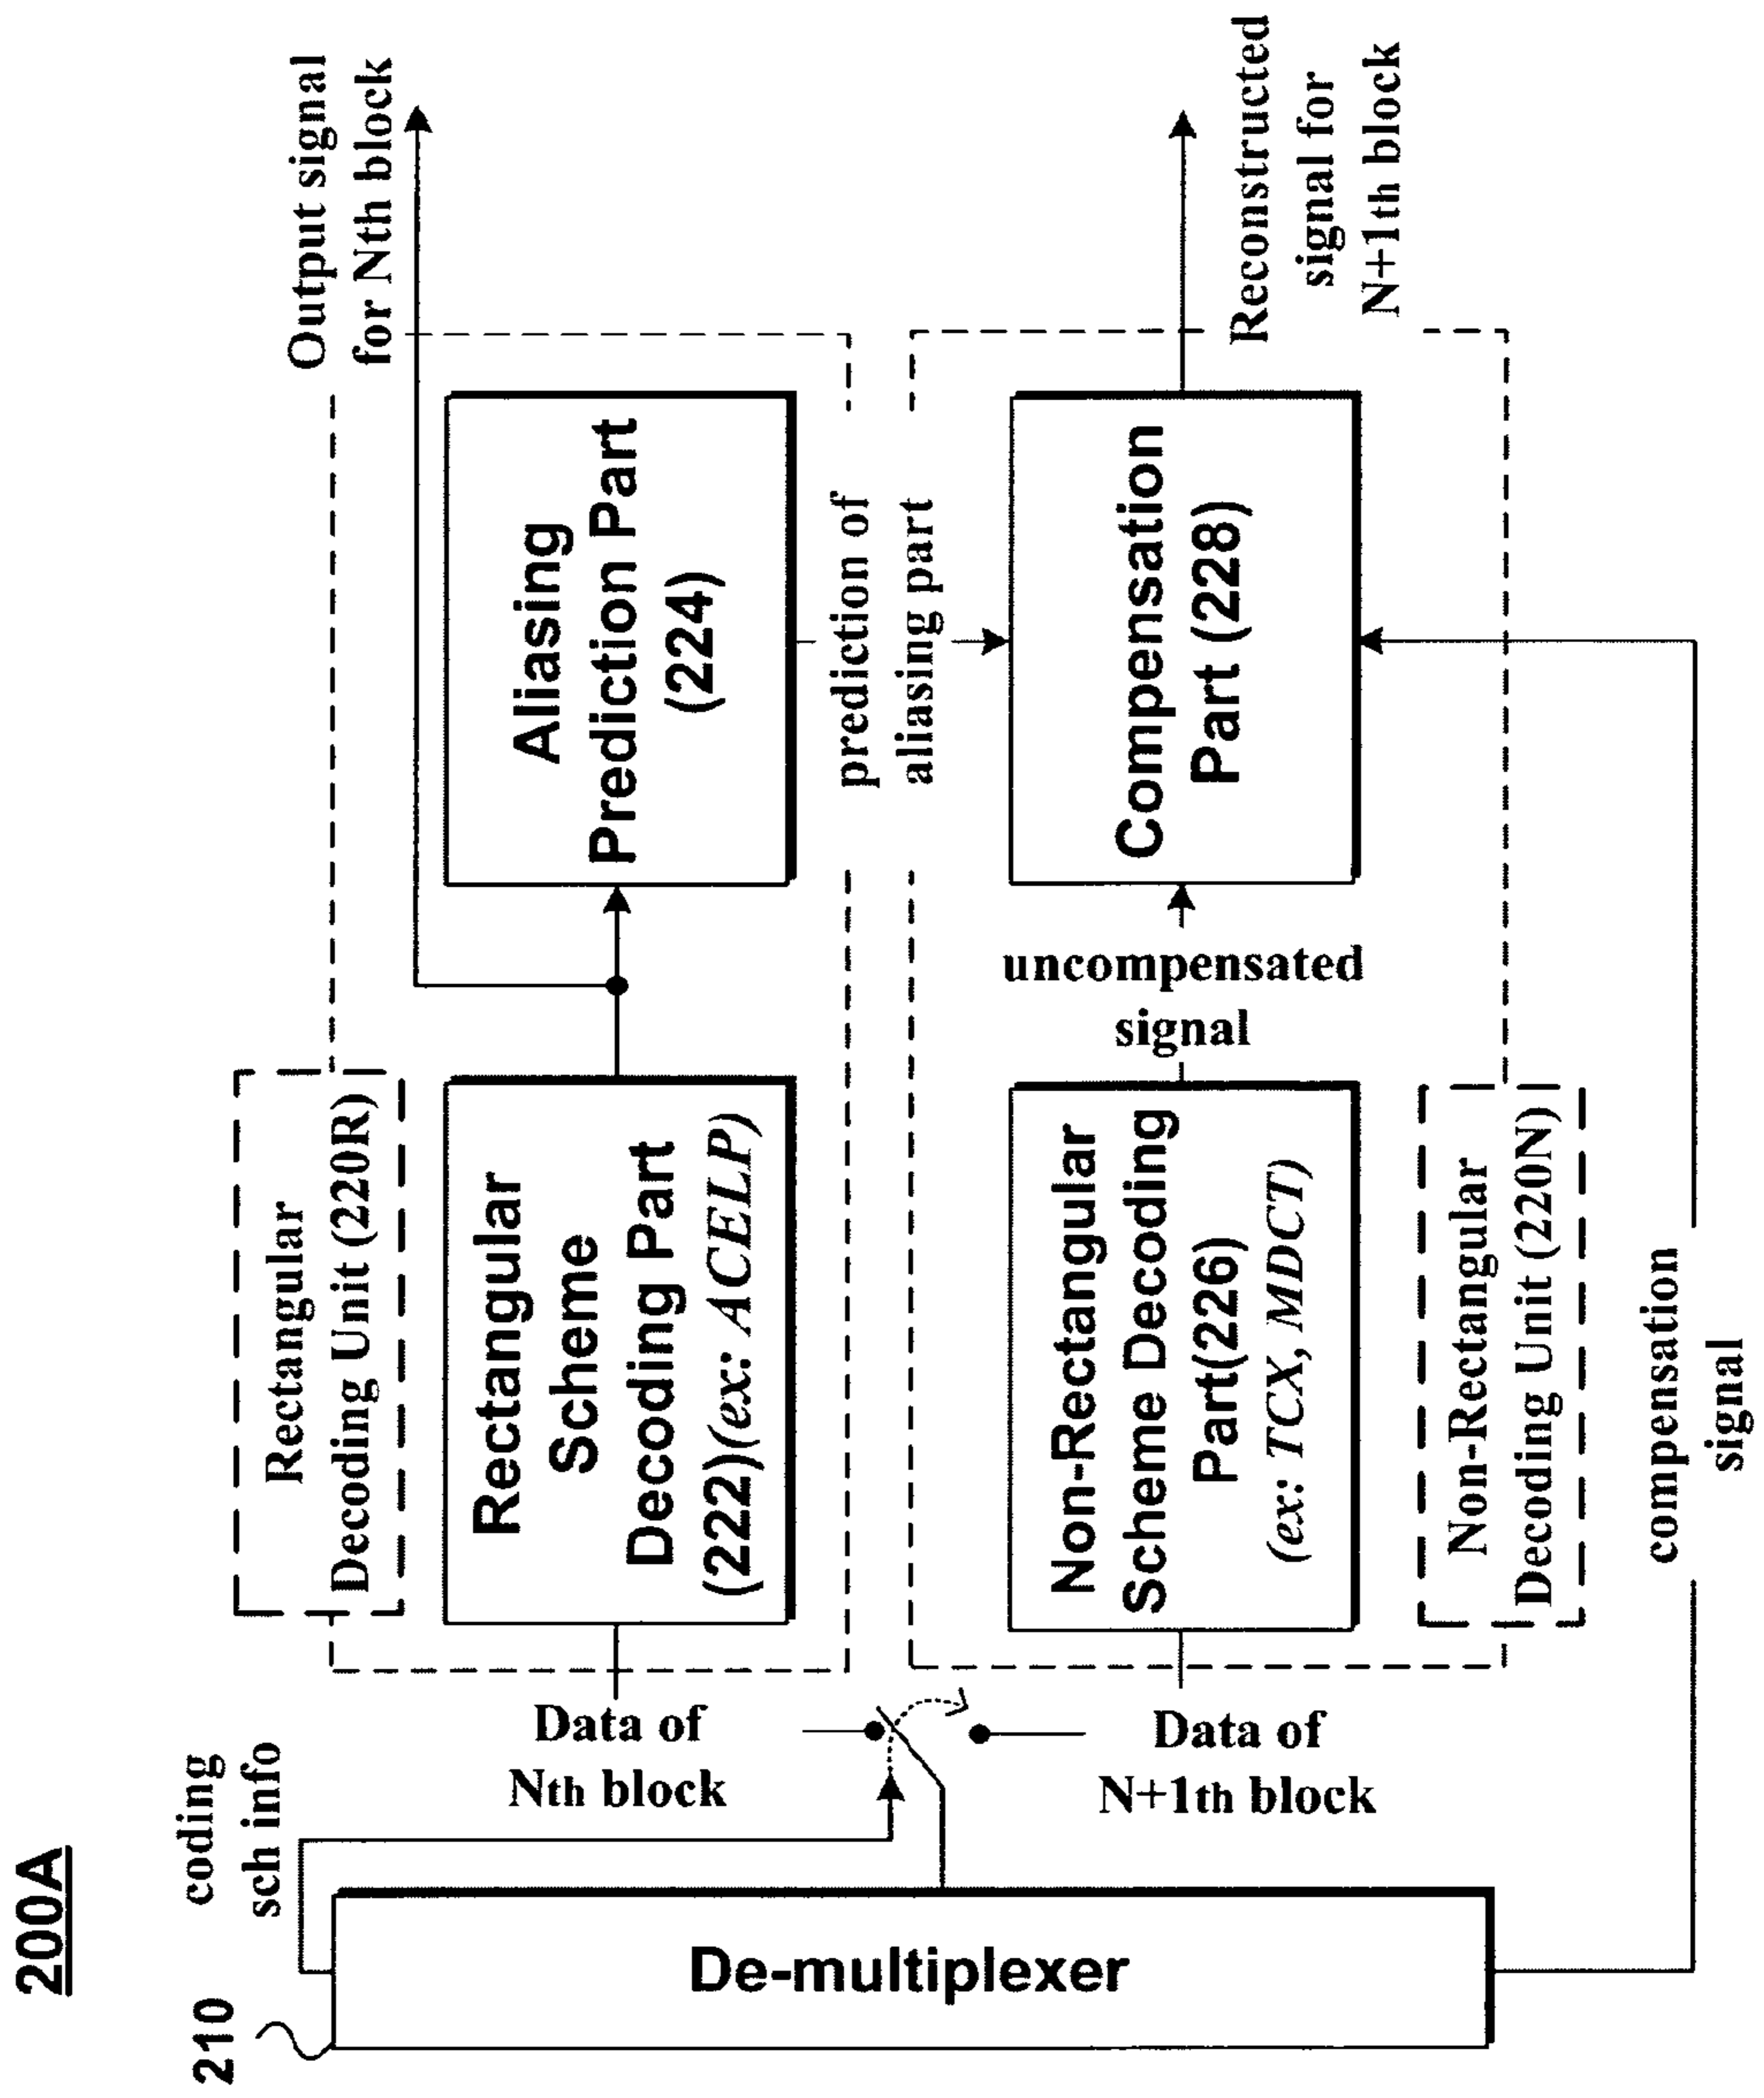 200A
210
coding
sch info
De-multiplexer
Data of
Nth block
Data of
N+1th block
Rectangular
Decoding Unit (220R)
Rectangular
Scheme
Decoding Part
(222)(ex: ACELP)
Aliasing
Prediction Part
(224)
Output signal
for Nth block
prediction of
aliasing part
Non-Rectangular
Scheme Decoding
Part(226)
(ex: TCX, MDCT)
uncompensated
signal
Compensation
Part (228)
Reconstructed
signal for
N+1th block
Non-Rectangular
Decoding Unit (220N)
compensation
signal